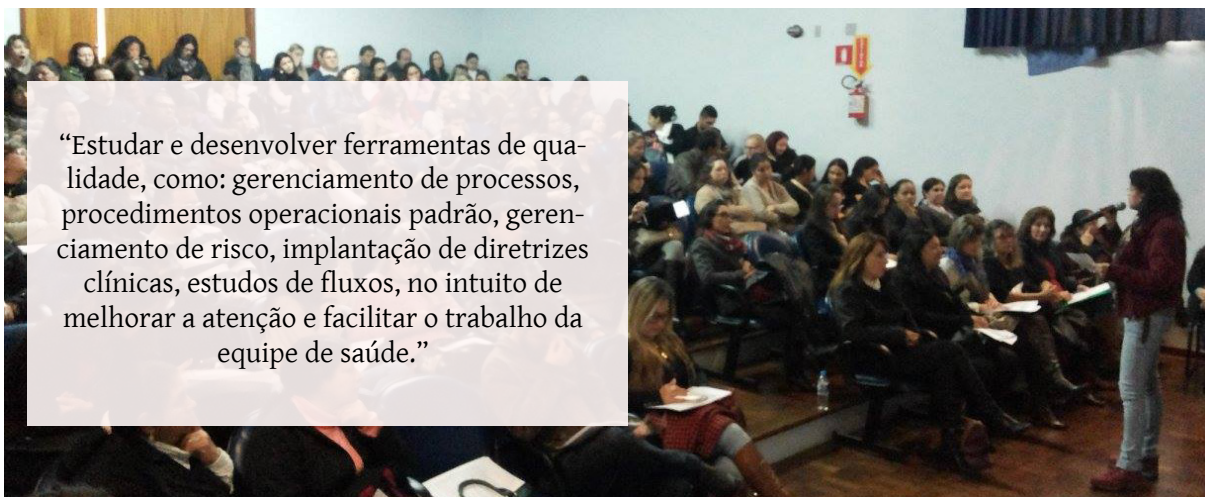 “Estudar e desenvolver ferramentas de qua-
lidade, como: gerenciamento de processos,
procedimentos operacionais padrão, geren-
ciamento de risco, implantação de diretrizes
clínicas, estudos de fluxos, no intuito de
melhorar a atenção e facilitar o trabalho da
equipe de saúde.”